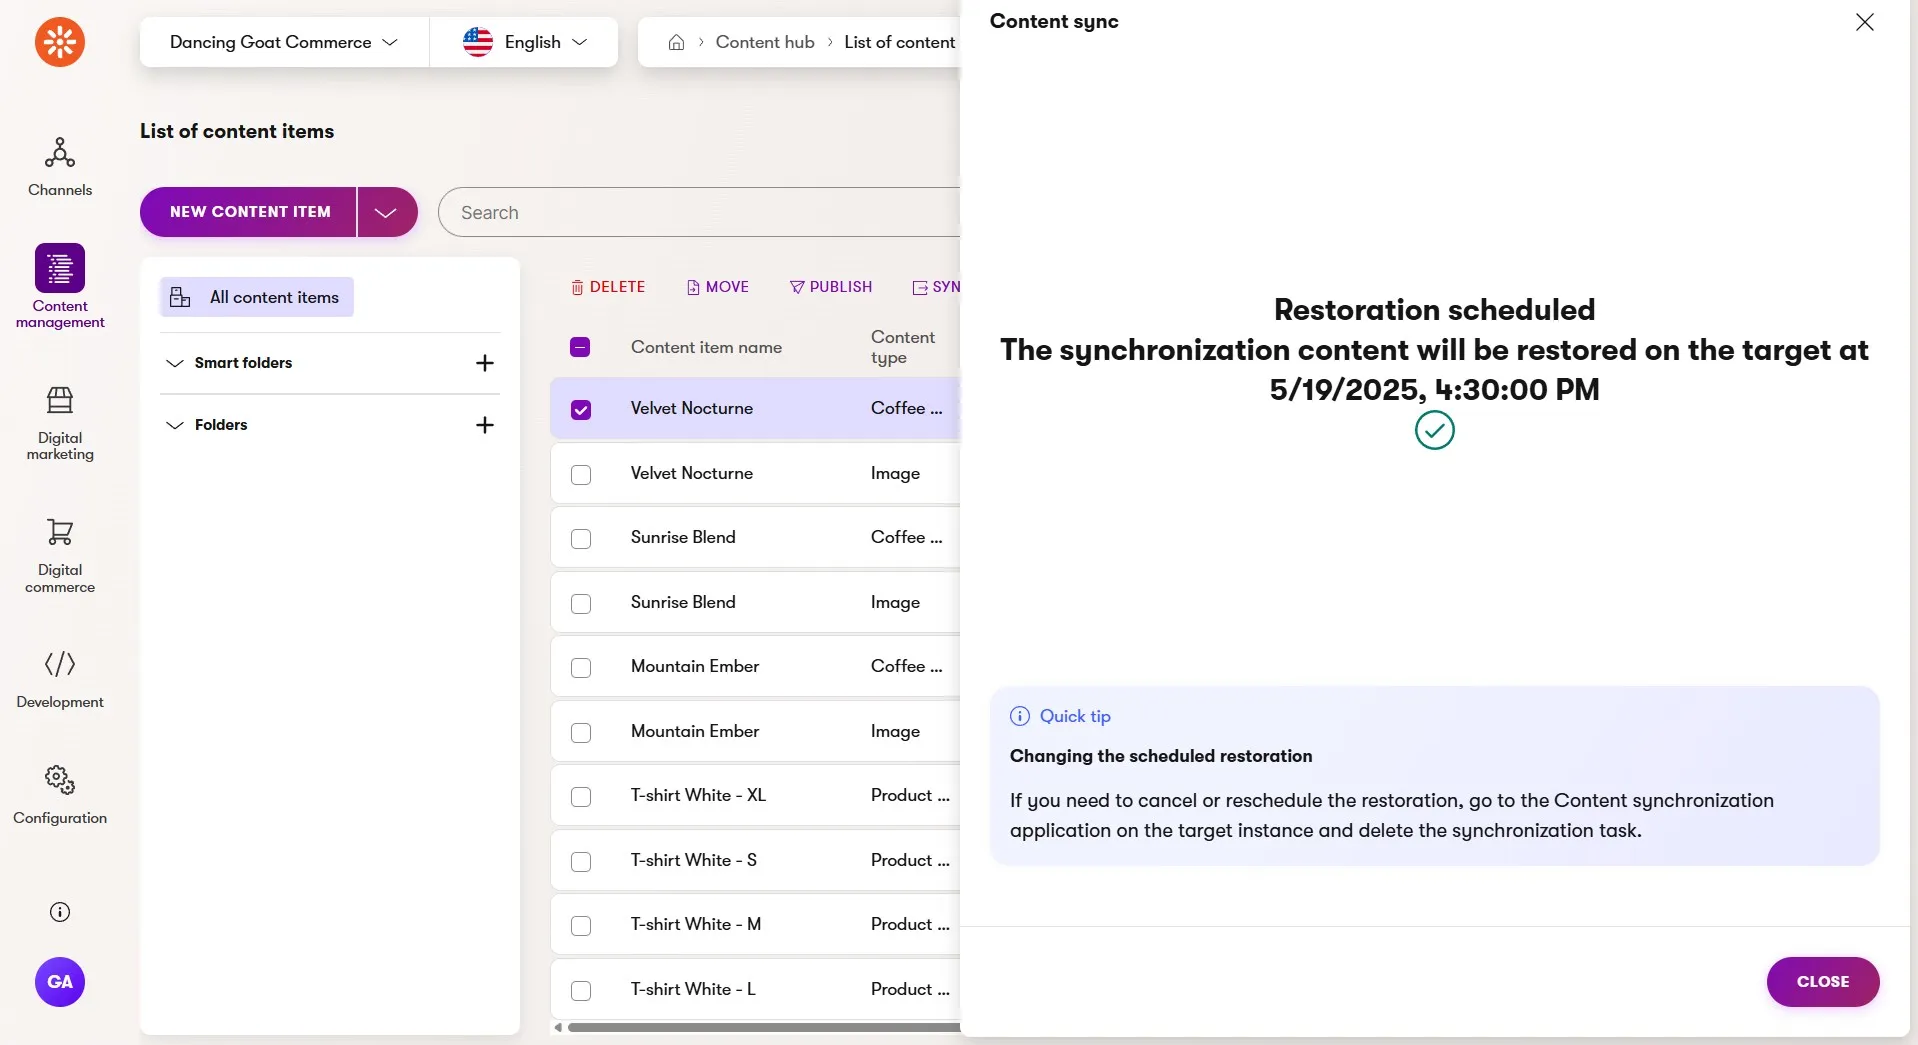 Dancing Goat Commerce
English
Content hub
List of content
Channels
Content
management
Digital
marketing
Digital
commerce
Development
Configuration
GA
List of content items
NEW CONTENT ITEM
Search
All content items
Smart folders
Folders
DELETE MOVE PUBLISH SYN
Content item name Content
type
Velvet Nocturne Coffee ...
Velvet Nocturne Image
Sunrise Blend Coffee ...
Sunrise Blend Image
Mountain Ember Coffee ...
Mountain Ember Image
T-shirt White - XL Product ...
T-shirt White - S Product ...
T-shirt White - M Product ...
T-shirt White - L Product ...
Content sync
Restoration scheduled
The synchronization content will be restored on the target at
5/19/2025, 4:30:00 PM
Quick tip
Changing the scheduled restoration
If you need to cancel or reschedule the restoration, go to the Content synchronization
application on the target instance and delete the synchronization task.
CLOSE